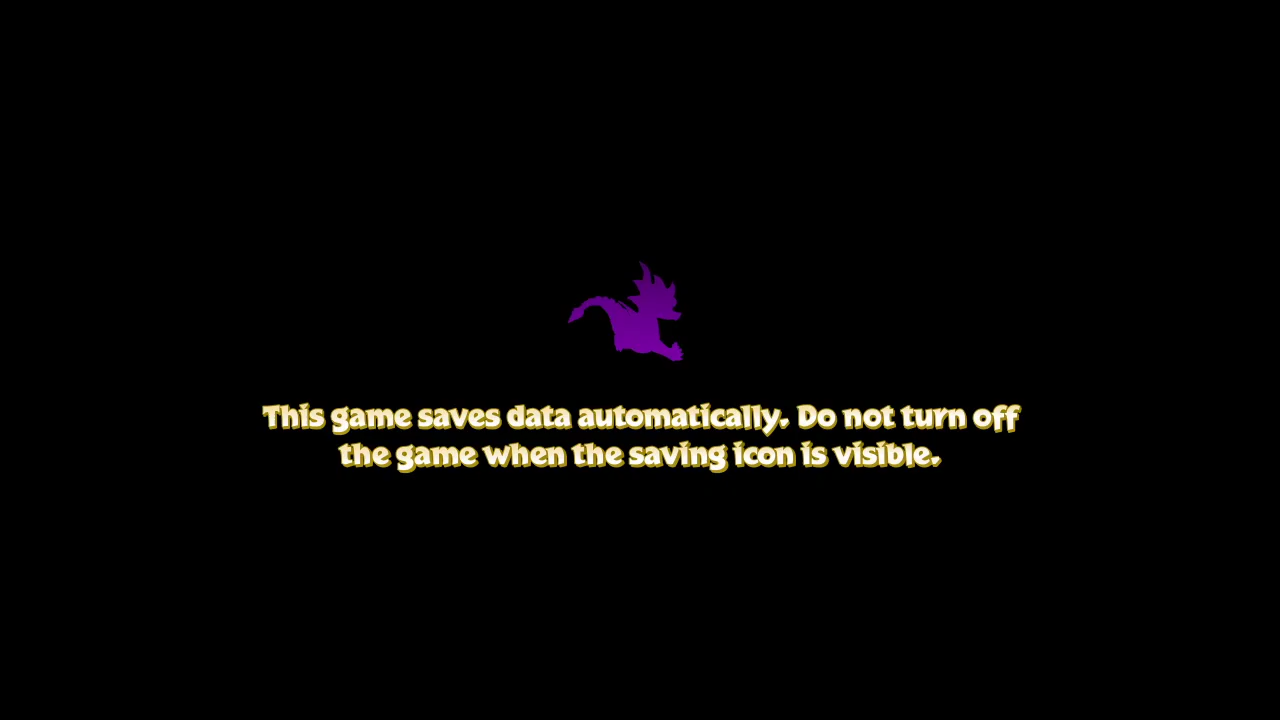 This game saves data automatically. Do not turn off
the game when the saving icon is visible.